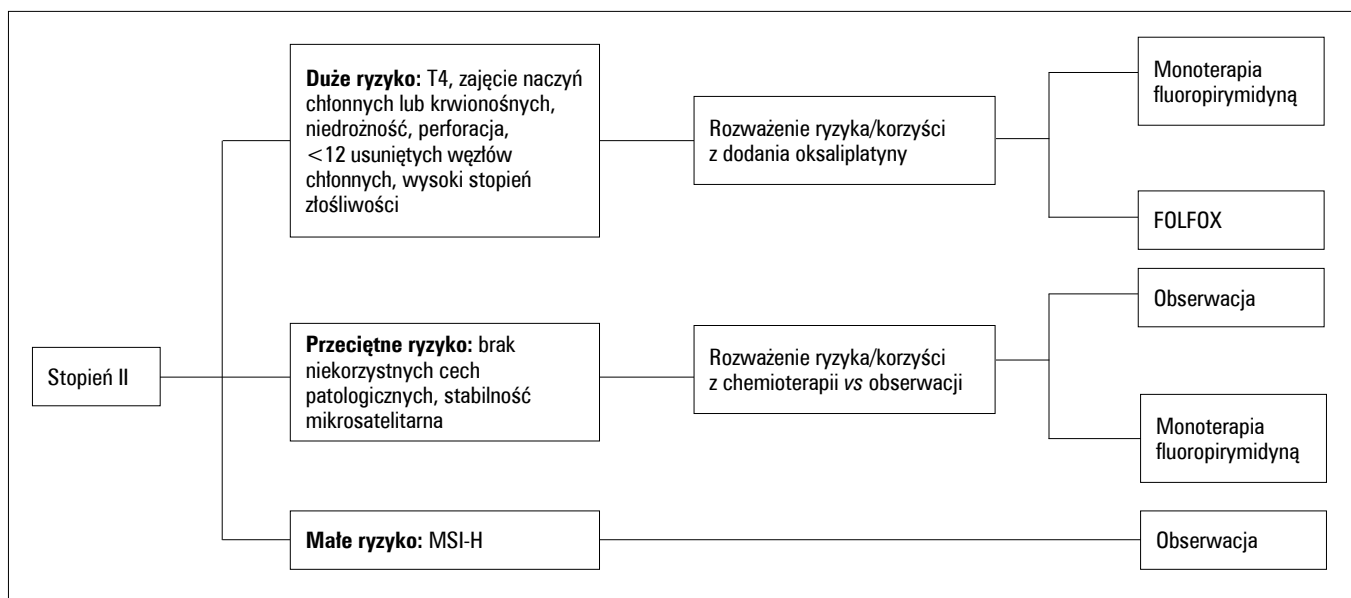 Stopień II
Duże ryzyko: T4, zajęcie naczyń
chłonnych lub krwionośnych,
niedrożność, perforacja,
<12 usuniętych węzłów
chłonnych, wysoki stopień
złośliwości
Rozważenie ryzyka/korzyści
z dodania oksaliplatyny
Monoterapia
fluoropirymidyną
FOLFOX
Przeciętne ryzyko: brak
niekorzystnych cech
patologicznych, stabilność
mikrosatelitarna
Rozważenie ryzyka/korzyści
z chemioterapii vs obserwacji
Obserwacja
Monoterapia
fluoropirymidyną
Małe ryzyko: MSI-H
Obserwacja